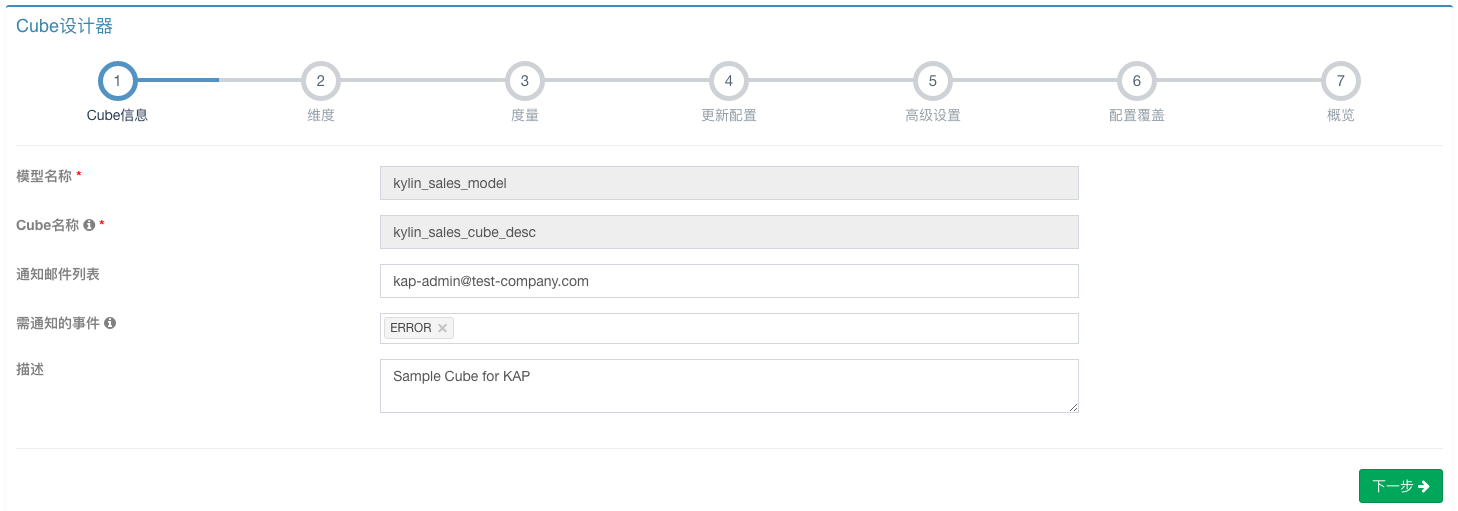 Cube设计器
1 2 3 4 5 6 7
Cube信息 维度 度量 更新配置 高级设置 配置覆盖 概览
模型名称 * kylin_sales_model
Cube名称 * kylin_sales_cube_desc
通知邮件列表 kap-admin@test-company.com
需通知的事件 ERROR ×
描述 Sample Cube for KAP
下一步